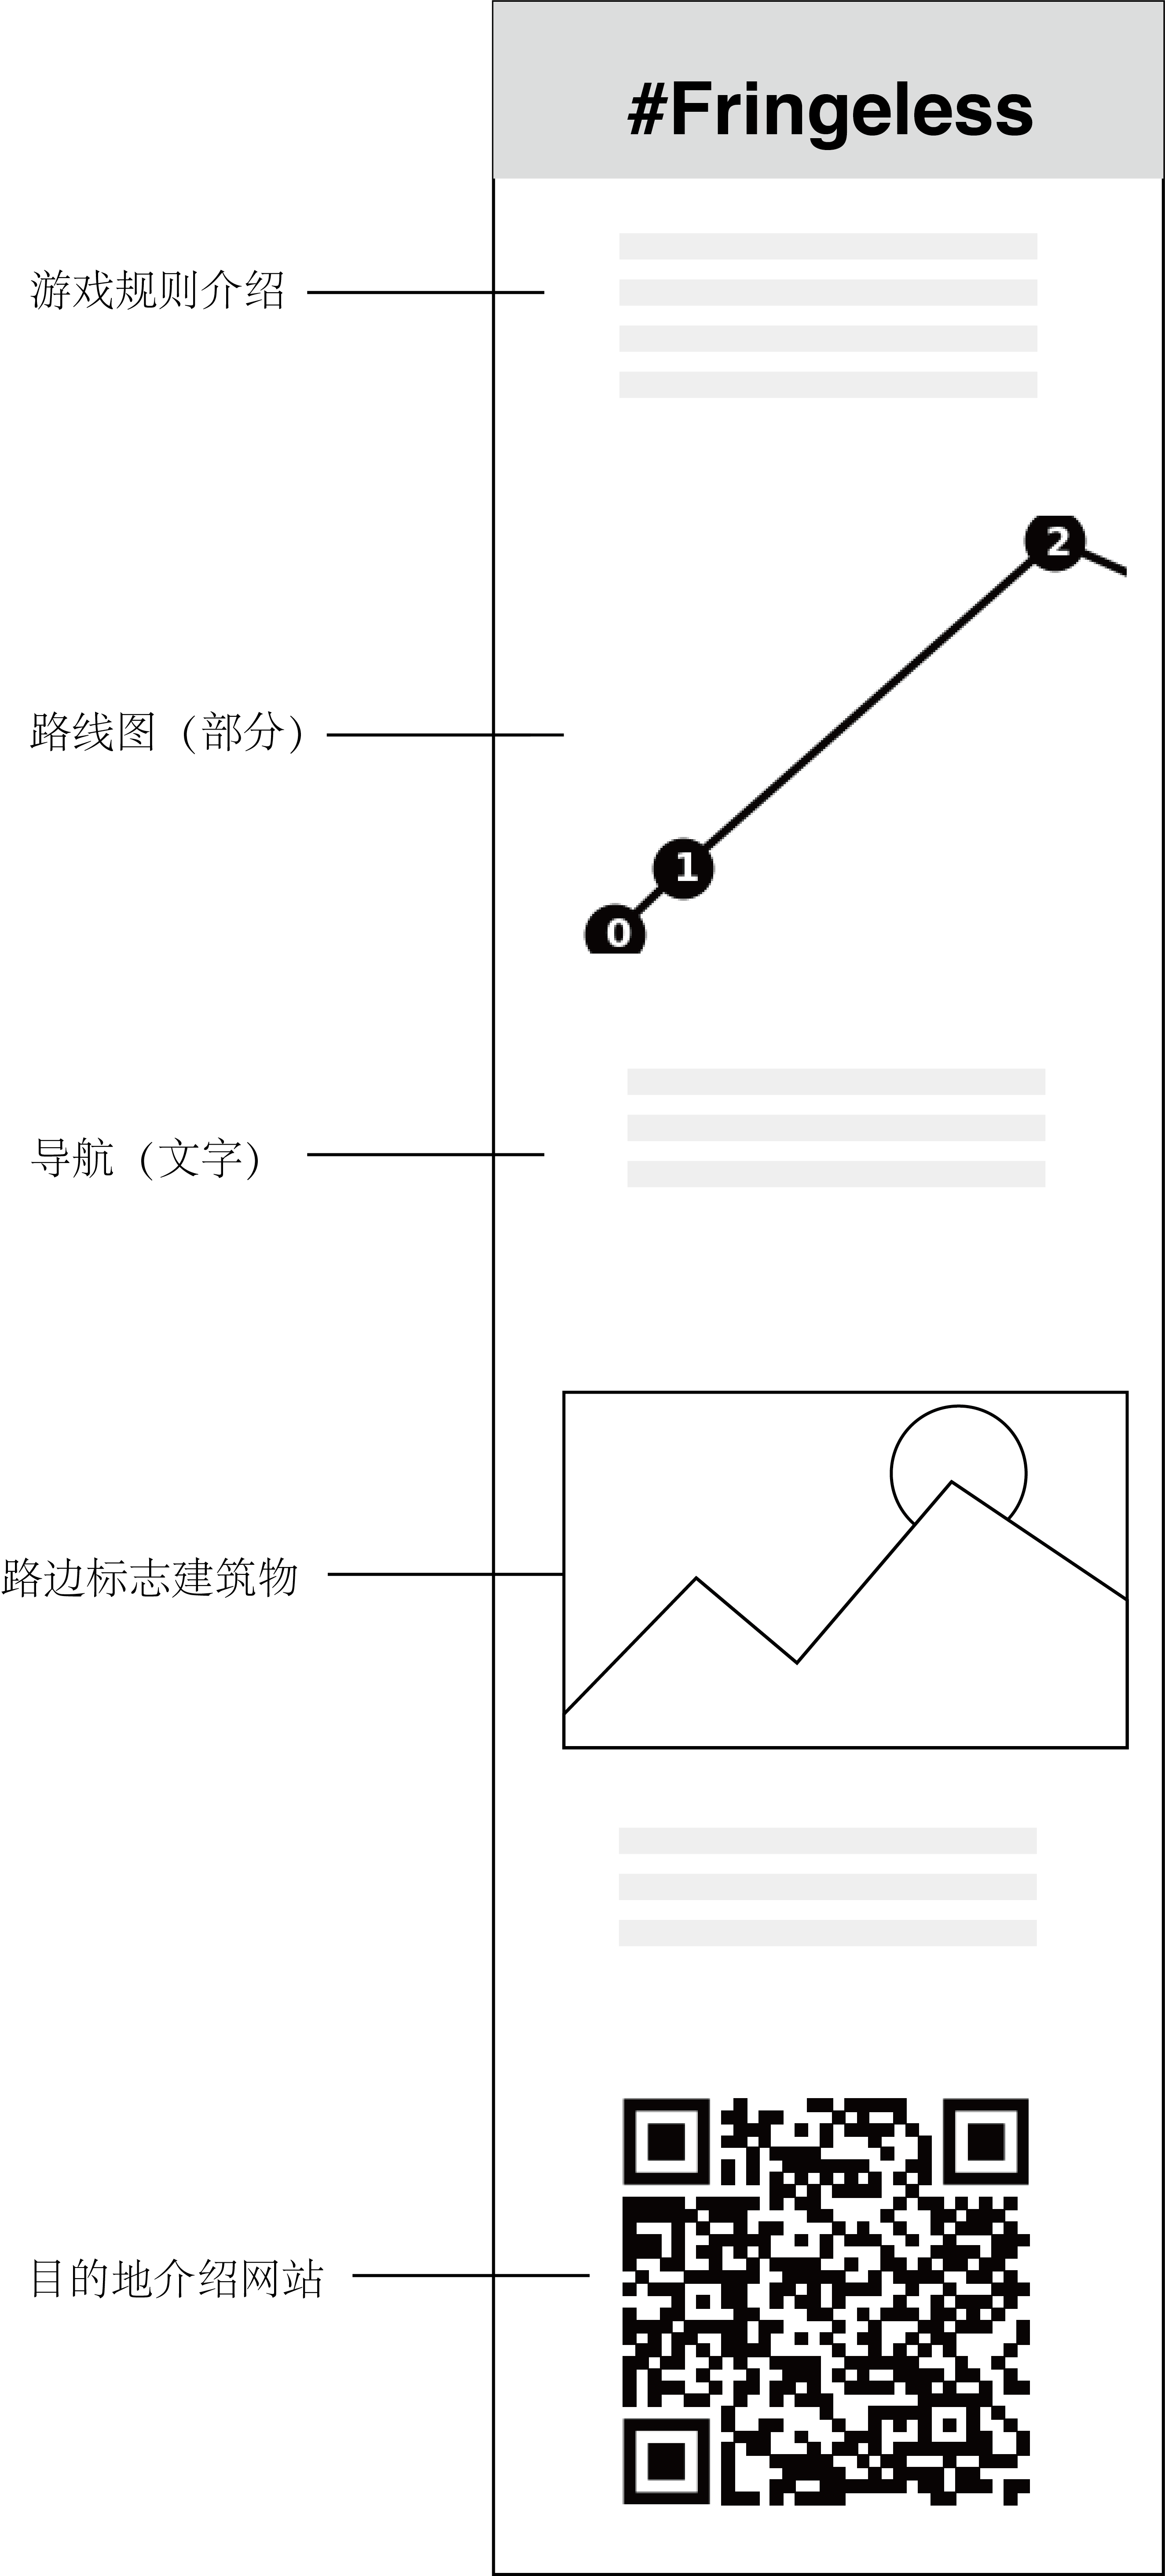 #Fringeless
游戏规则介绍
2
路线图（部分）
1
0
导航（文字）
路边标志建筑物
目的地介绍网站